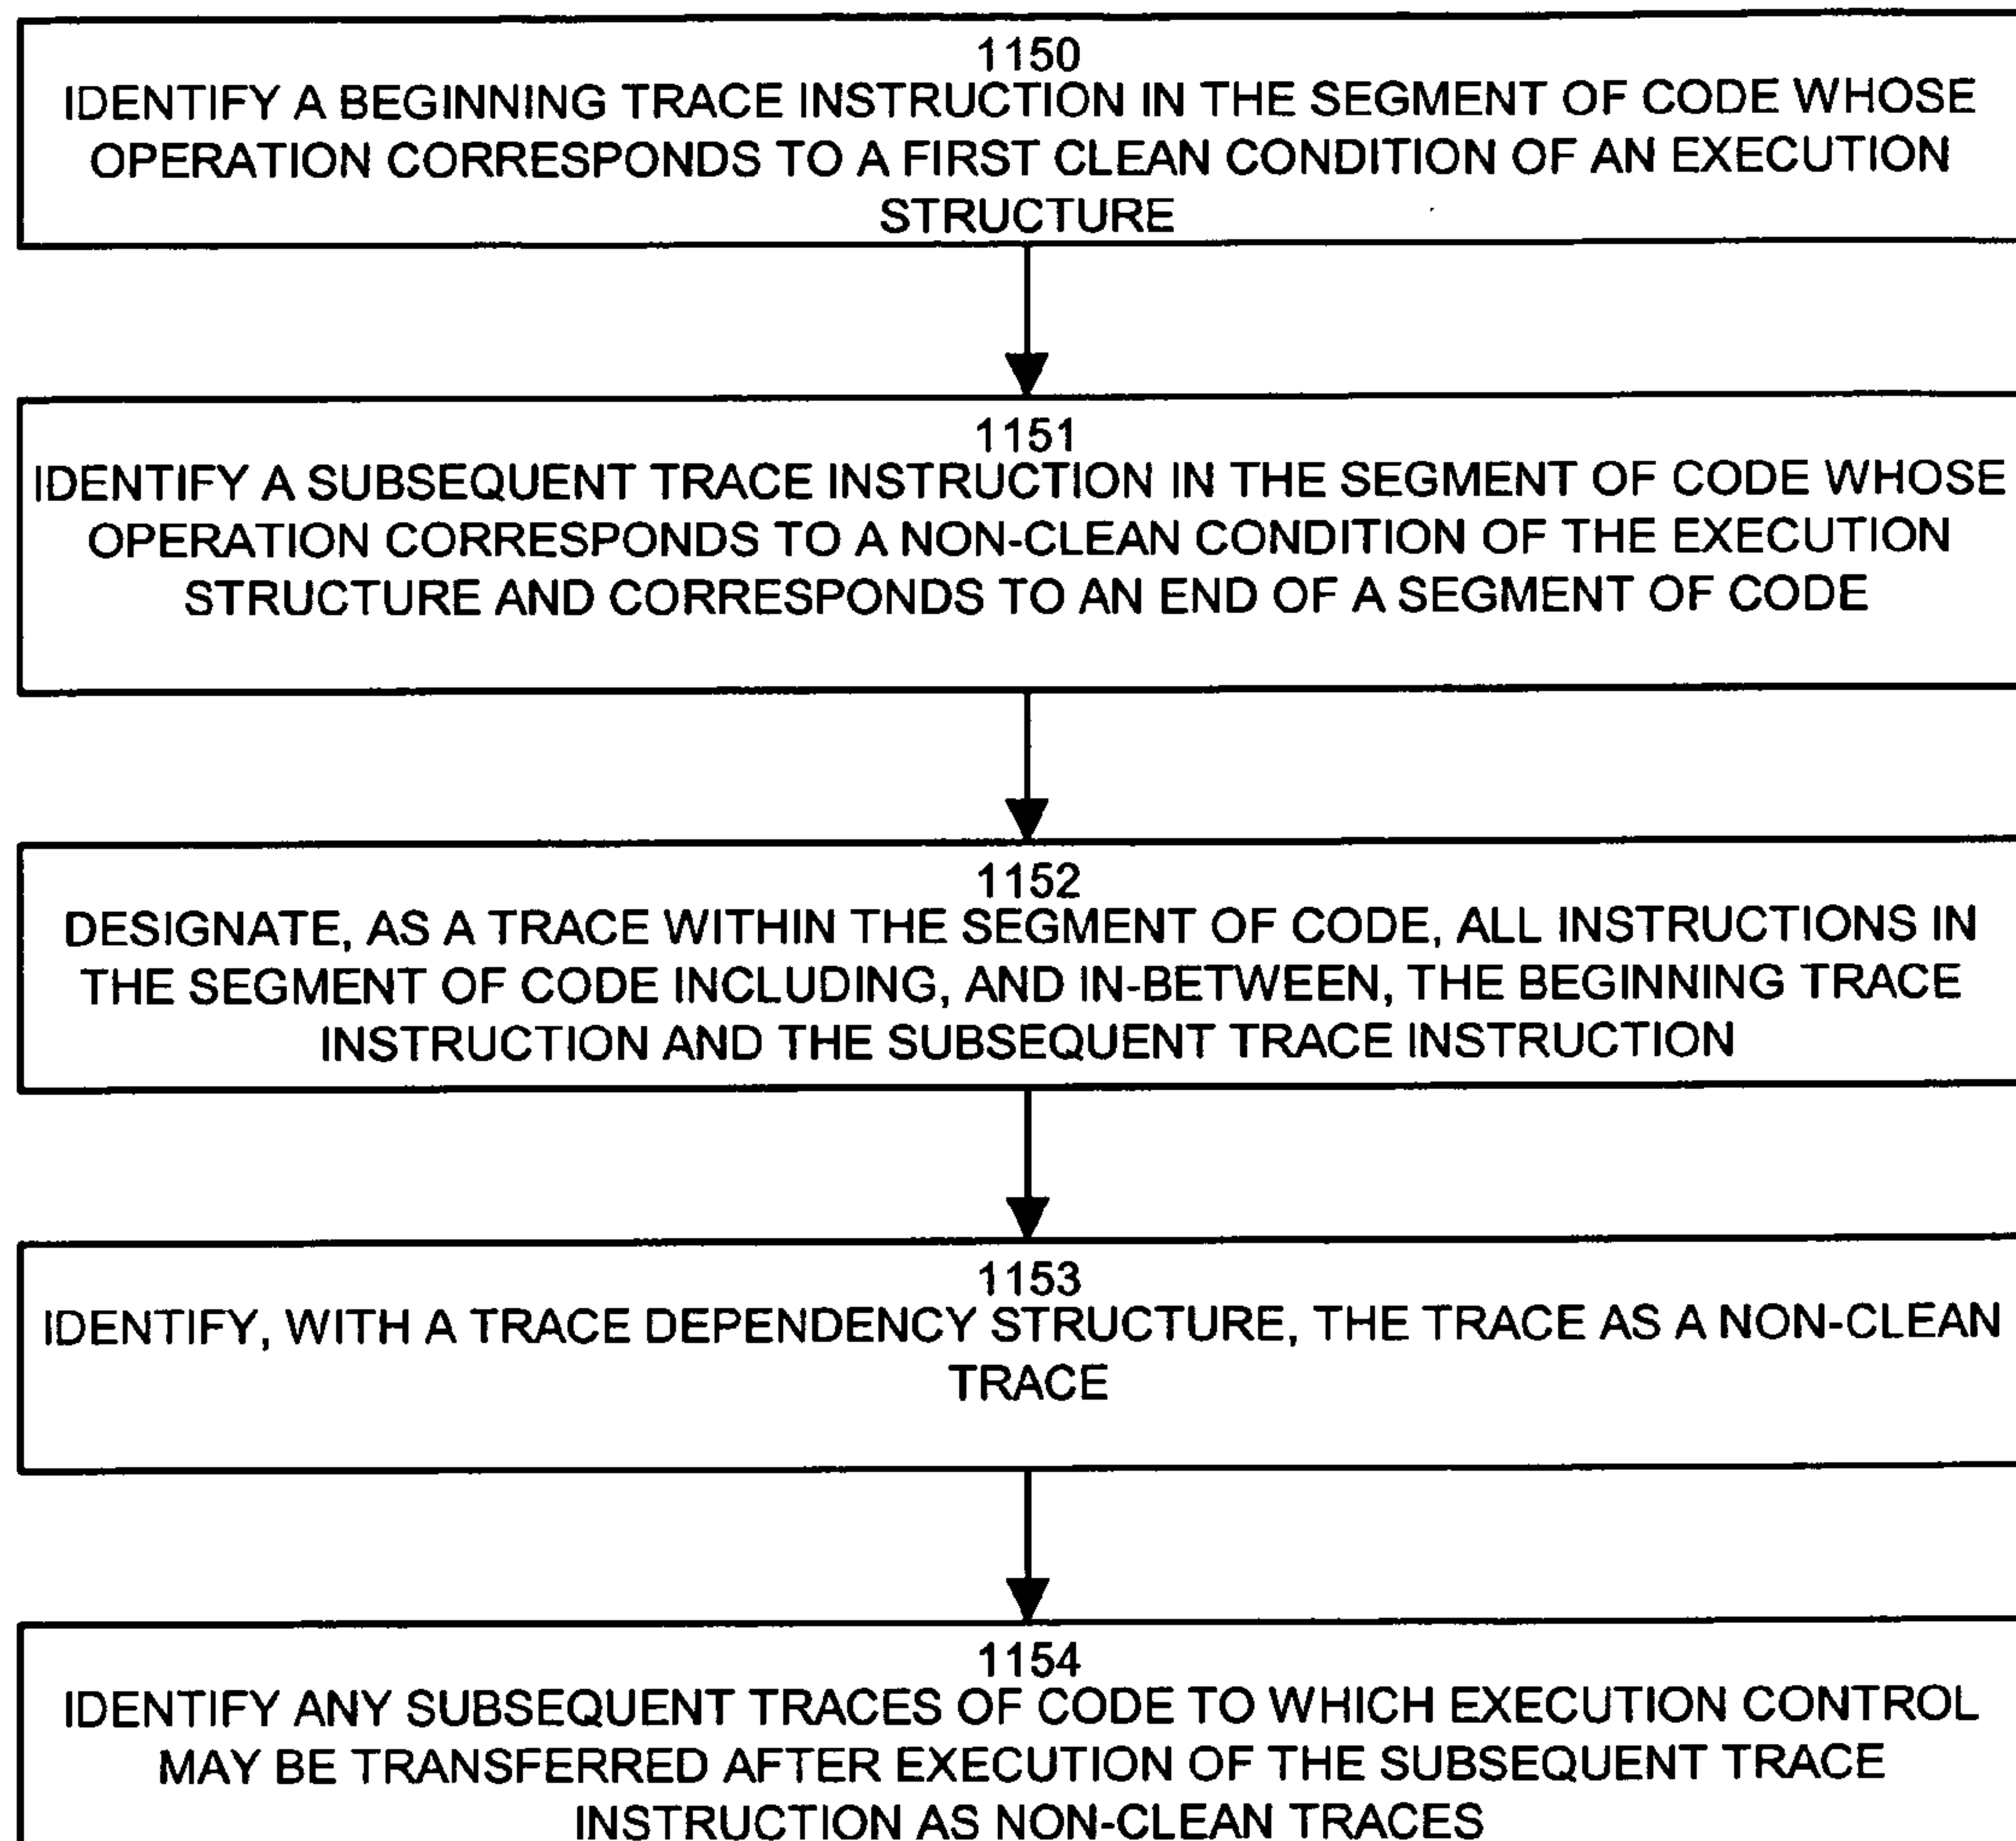 1150
IDENTIFY A BEGINNING TRACE INSTRUCTION IN THE SEGMENT OF CODE WHOSE
OPERATION CORRESPONDS TO A FIRST CLEAN CONDITION OF AN EXECUTION
STRUCTURE
1151
IDENTIFY A SUBSEQUENT TRACE INSTRUCTION IN THE SEGMENT OF CODE WHOSE
OPERATION CORRESPONDS TO A NON-CLEAN CONDITION OF THE EXECUTION
STRUCTURE AND CORRESPONDS TO AN END OF A SEGMENT OF CODE
1152
DESIGNATE, AS A TRACE WITHIN THE SEGMENT OF CODE, ALL INSTRUCTIONS IN
THE SEGMENT OF CODE INCLUDING, AND IN-BETWEEN, THE BEGINNING TRACE
INSTRUCTION AND THE SUBSEQUENT TRACE INSTRUCTION
1153
IDENTIFY, WITH A TRACE DEPENDENCY STRUCTURE, THE TRACE AS A NON-CLEAN
TRACE
1154
IDENTIFY ANY SUBSEQUENT TRACES OF CODE TO WHICH EXECUTION CONTROL
MAY BE TRANSFERRED AFTER EXECUTION OF THE SUBSEQUENT TRACE
INSTRUCTION AS NON-CLEAN TRACES